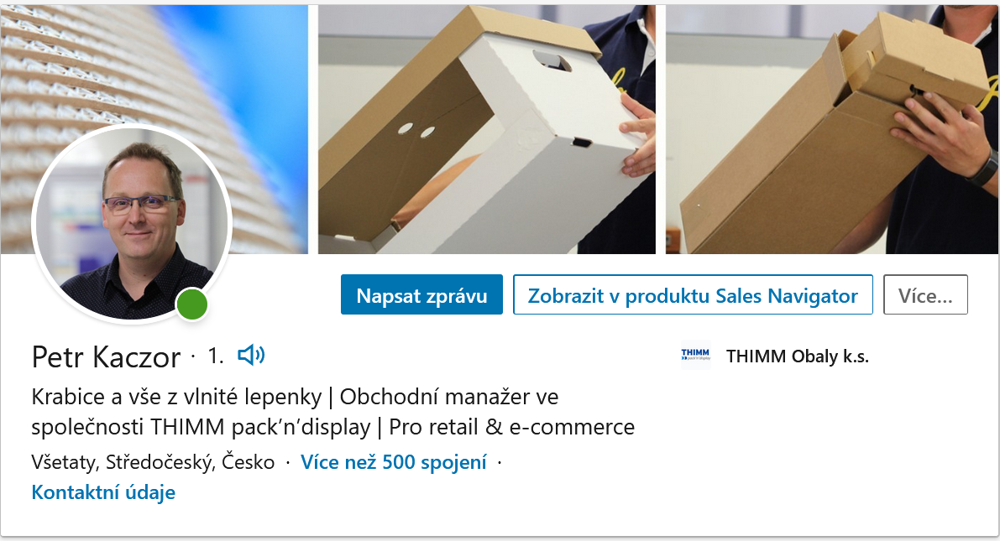 Napsat zprávu
Zobrazit v produktu Sales Navigator
Více...
Petr Kaczor · 1.
THIMM
pack'n'display
THIMM Obaly k.s.
Krabice a vše z vlnité lepenky | Obchodní manažer ve
společnosti THIMM pack’n’display | Pro retail & e-commerce
Všetaty, Středočeský, Česko · Více než 500 spojení ·
Kontaktní údaje